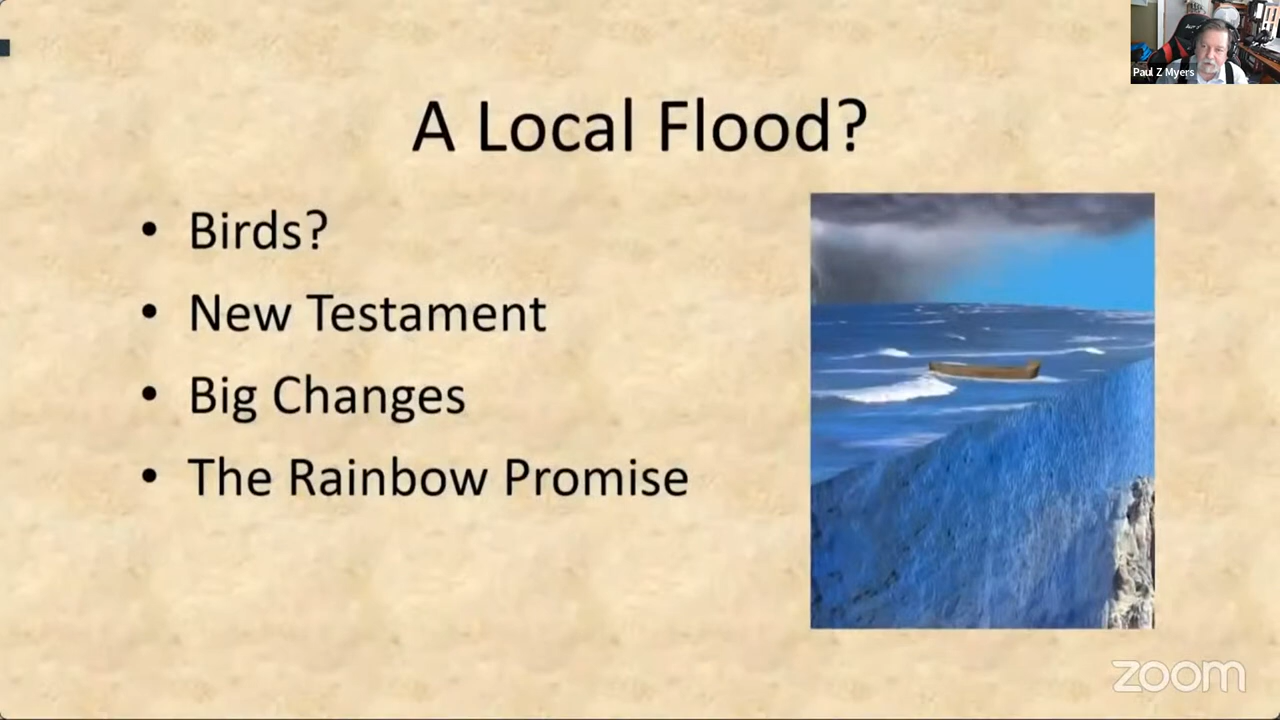 Paul Z Myers
A Local Flood?
• Birds?
• New Testament
• Big Changes
• The Rainbow Promise
zoom